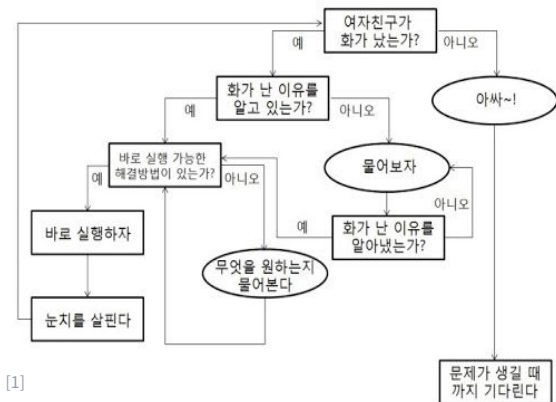 여자친구가
화가 났는가?
예
아니오
화가 난 이유를
알고 있는가?
아싸~!
예
아니오
바로 실행 가능한
해결방법이 있는가?
물어보자
예
아니오
예
아니오
바로 실행하자
화가 난 이유를
알아냈는가?
무엇을 원하는지
물어본다
눈치를 살핀다
문제가 생길 때
까지 기다린다
[1]